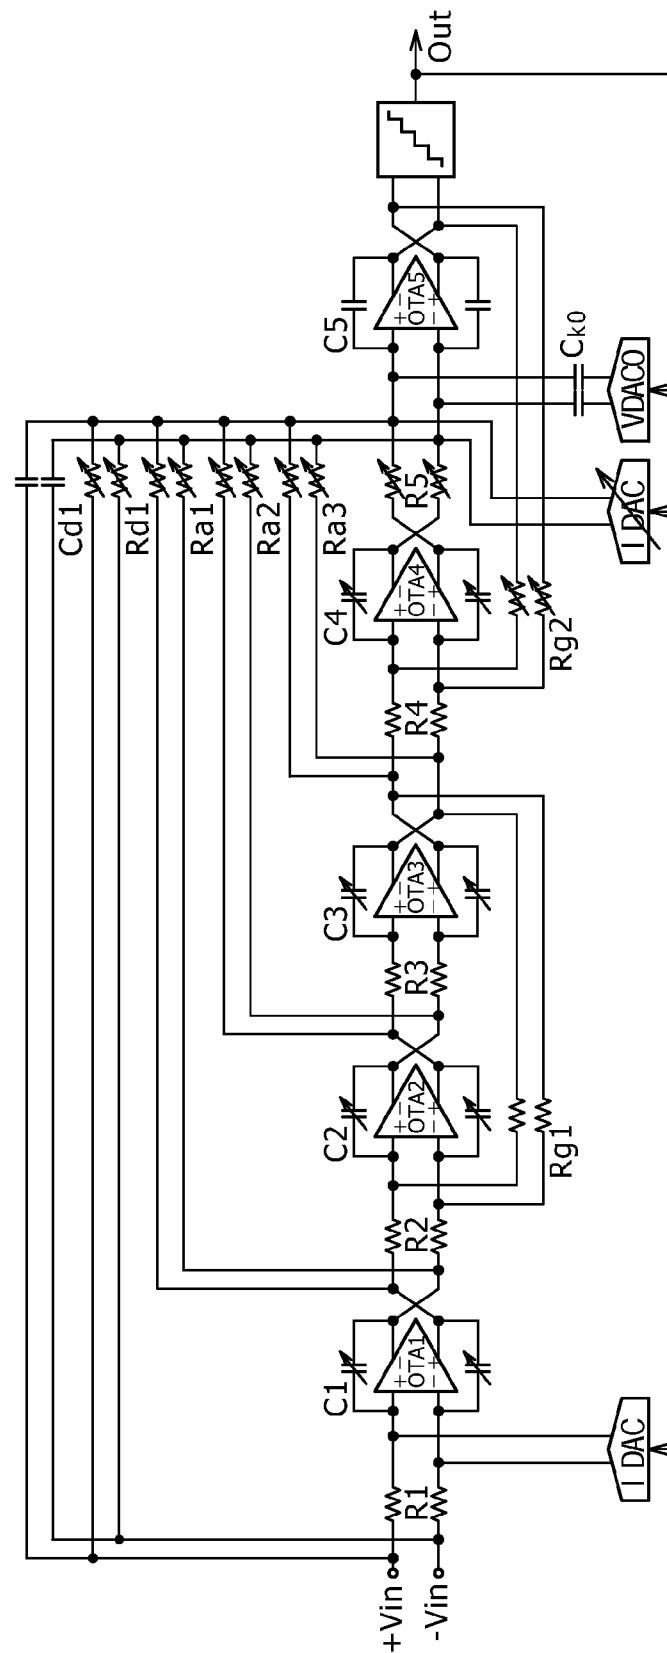 +Vin
-Vin
R1
I DAC
C1
+
−
OTA1
+
−
R2
Rg1
C2
+
−
OTA2
+
−
R3
C3
+
−
OTA3
+
−
R4
Rg2
C4
+
−
OTA4
+
−
R5
Cd1
Rd1
Ra1
Ra2
Ra3
I DAC
VDAC0
Ck0
C5
+
−
OTA5
+
−
Out